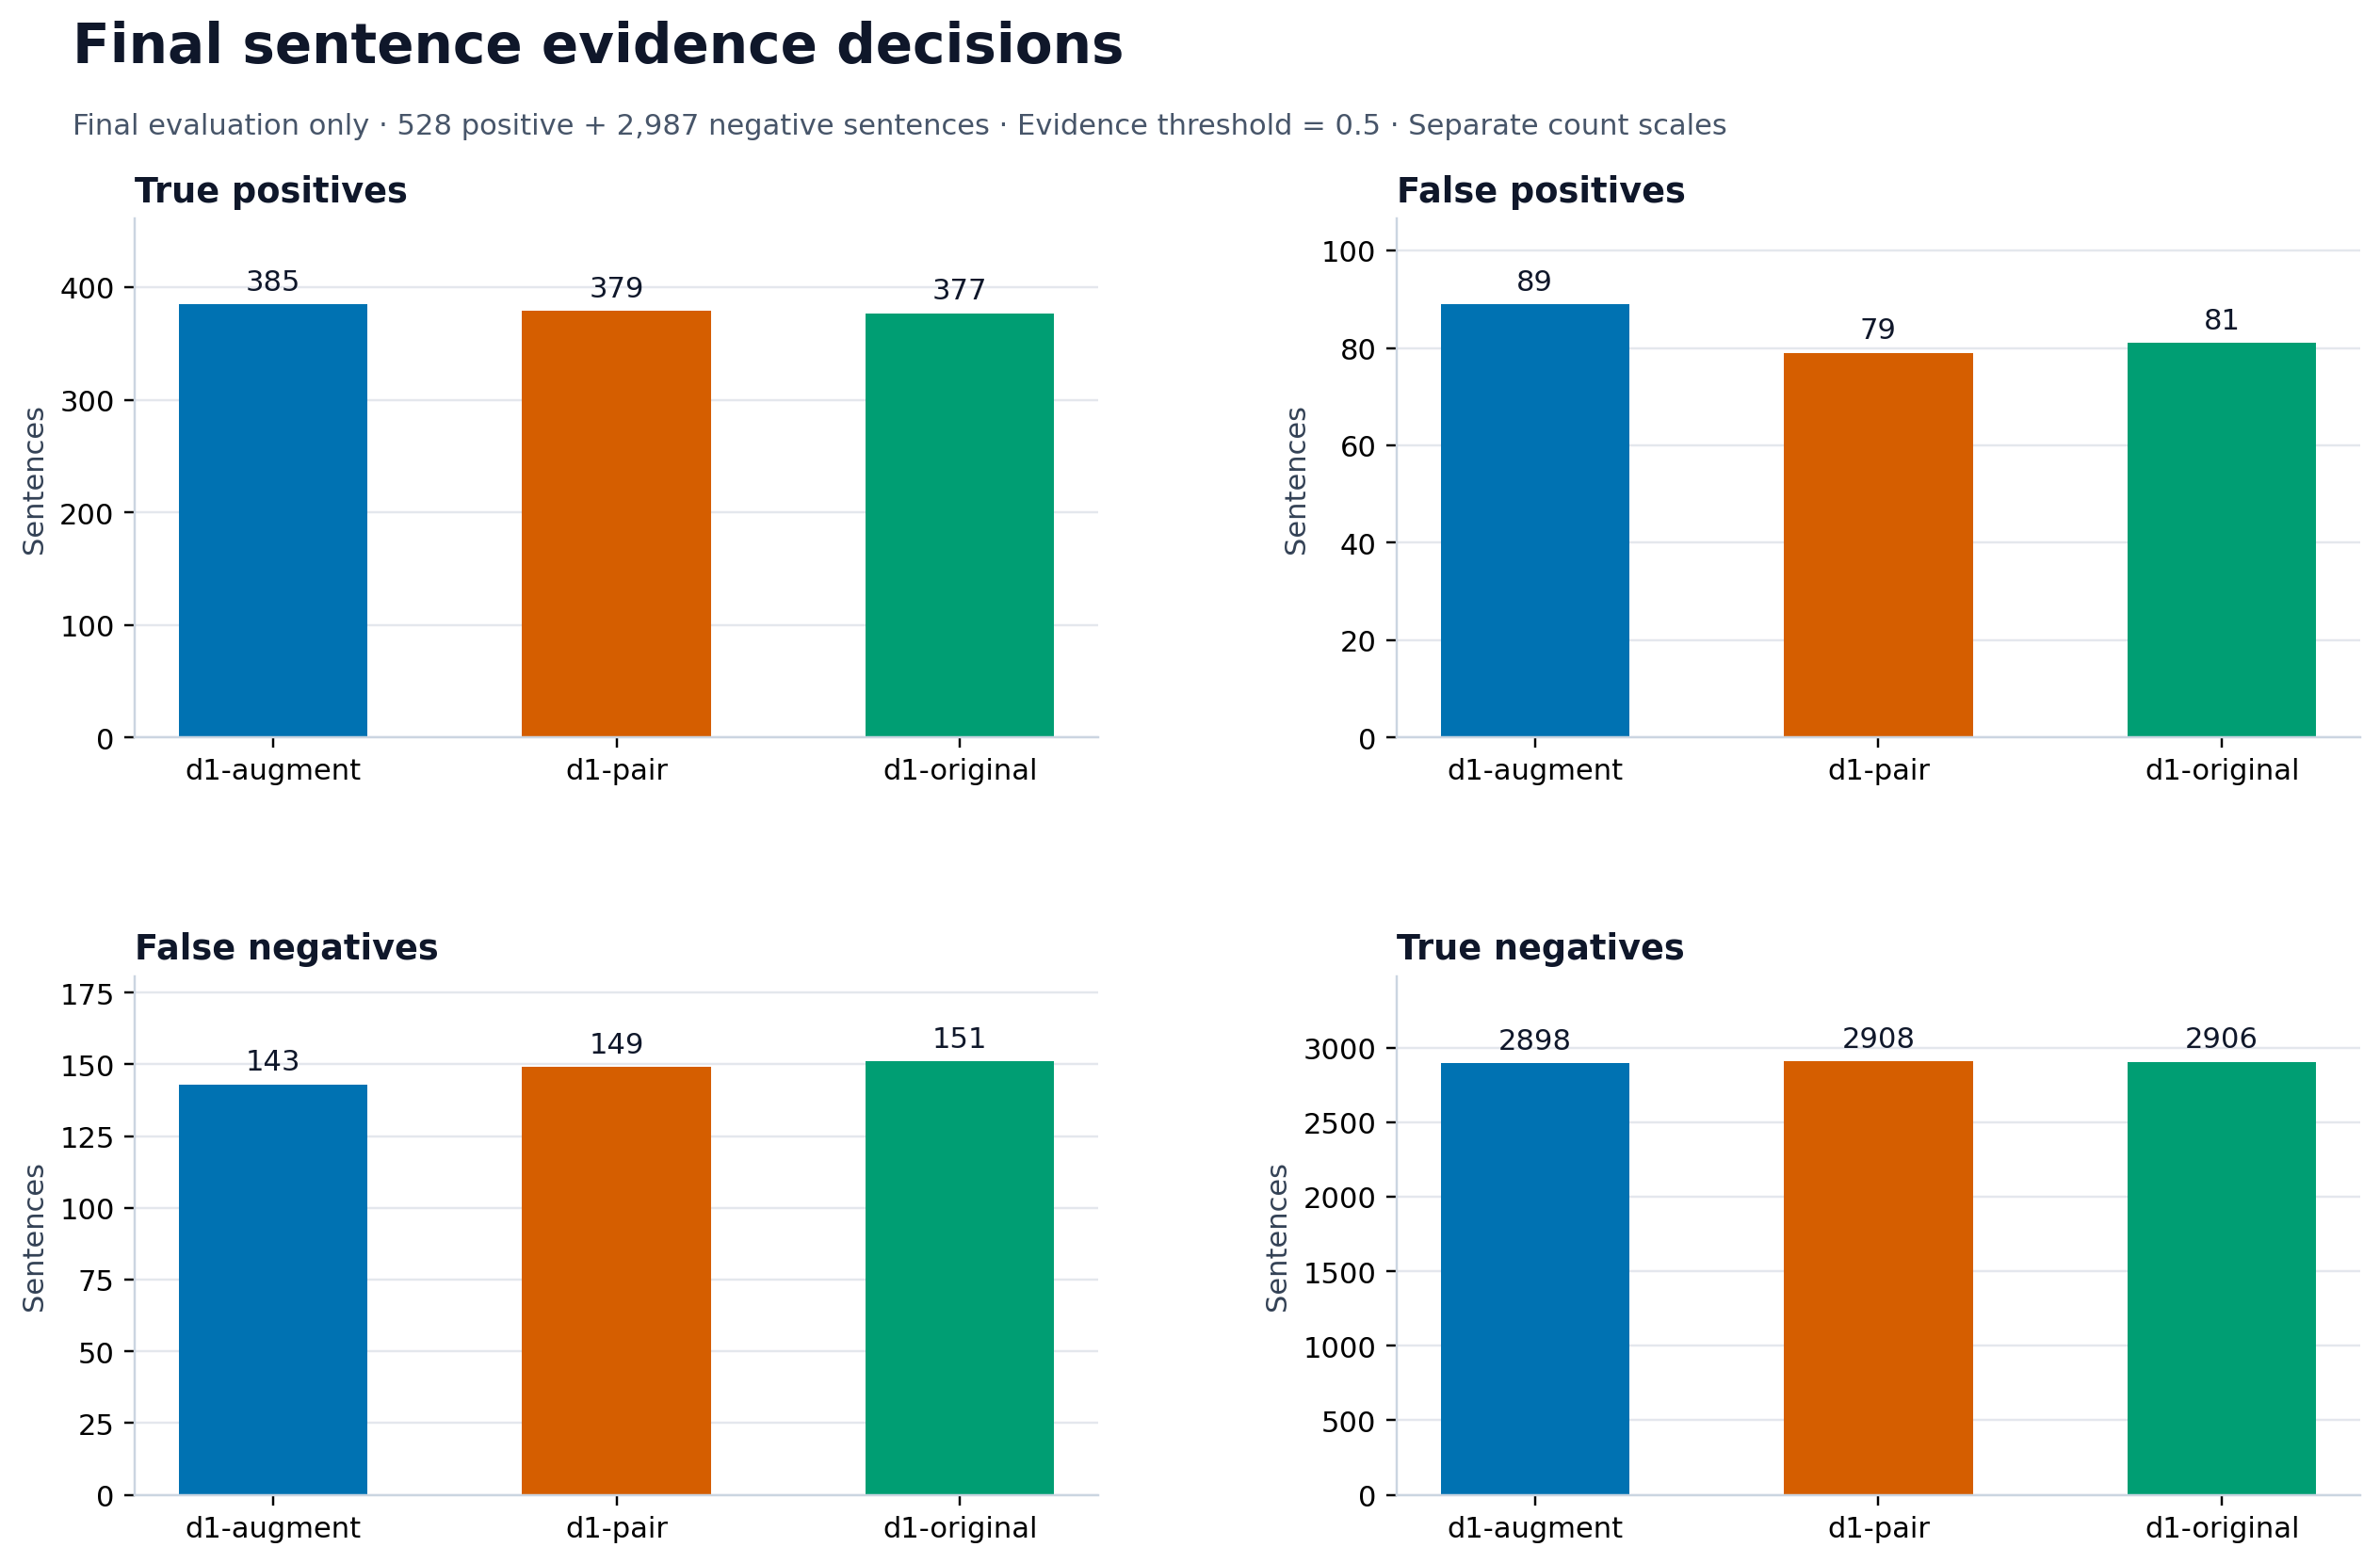 Final sentence evidence decisions
Final evaluation only · 528 positive + 2,987 negative sentences · Evidence threshold = 0.5 · Separate count scales
True positives
Sentences
400
300
200
100
0
385
379
377
d1-augment
d1-pair
d1-original
False positives
Sentences
100
80
60
40
20
0
89
79
81
d1-augment
d1-pair
d1-original
False negatives
Sentences
175
150
125
100
75
50
25
0
143
149
151
d1-augment
d1-pair
d1-original
True negatives
Sentences
3000
2500
2000
1500
1000
500
0
2898
2908
2906
d1-augment
d1-pair
d1-original